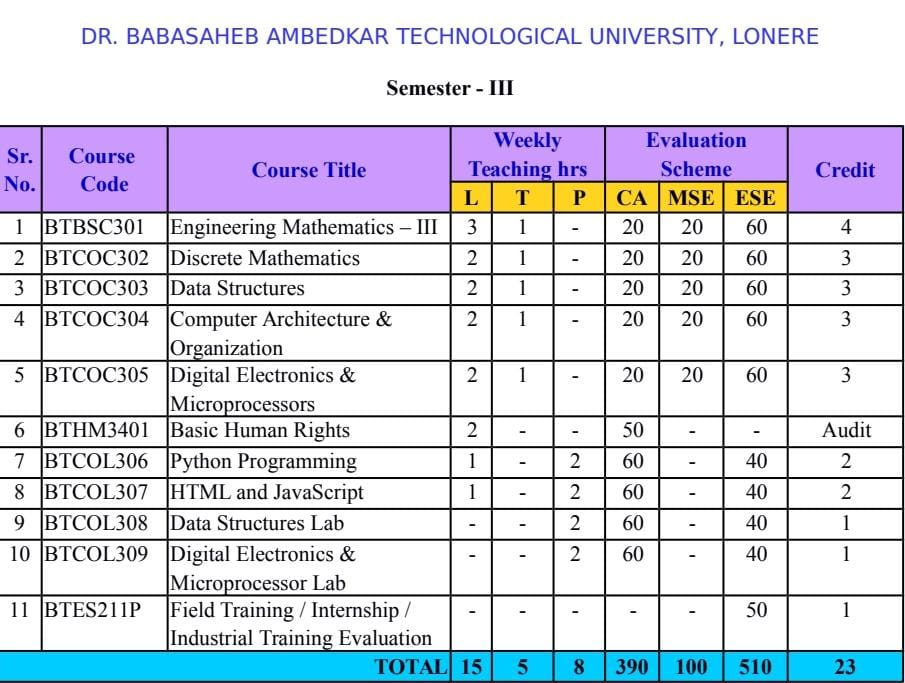 DR. BABASAHEB AMBEDKAR TECHNOLOGICAL UNIVERSITY, LONERE
Semester - III
Sr. No. Course Code Course Title Weekly Teaching hrs Evaluation Scheme Credit
L T P CA MSE ESE
1 BTBSC301 Engineering Mathematics – III 3 1 - 20 20 60 4
2 BTCOC302 Discrete Mathematics 2 1 - 20 20 60 3
3 BTCOC303 Data Structures 2 1 - 20 20 60 3
4 BTCOC304 Computer Architecture & 2 1 - 20 20 60 3
Organization
5 BTCOC305 Digital Electronics & 2 1 - 20 20 60 3
Microprocessors
6 BTHM3401 Basic Human Rights 2 - - 50 - - Audit
7 BTCOL306 Python Programming 1 - 2 60 - 40 2
8 BTCOL307 HTML and JavaScript 1 - 2 60 - 40 2
9 BTCOL308 Data Structures Lab - - 2 60 - 40 1
10 BTCOL309 Digital Electronics & - - 2 60 - 40 1
Microprocessor Lab
11 BTES211P Field Training / Internship / - - - - - 50 1
Industrial Training Evaluation
TOTAL 15 5 8 390 100 510 23